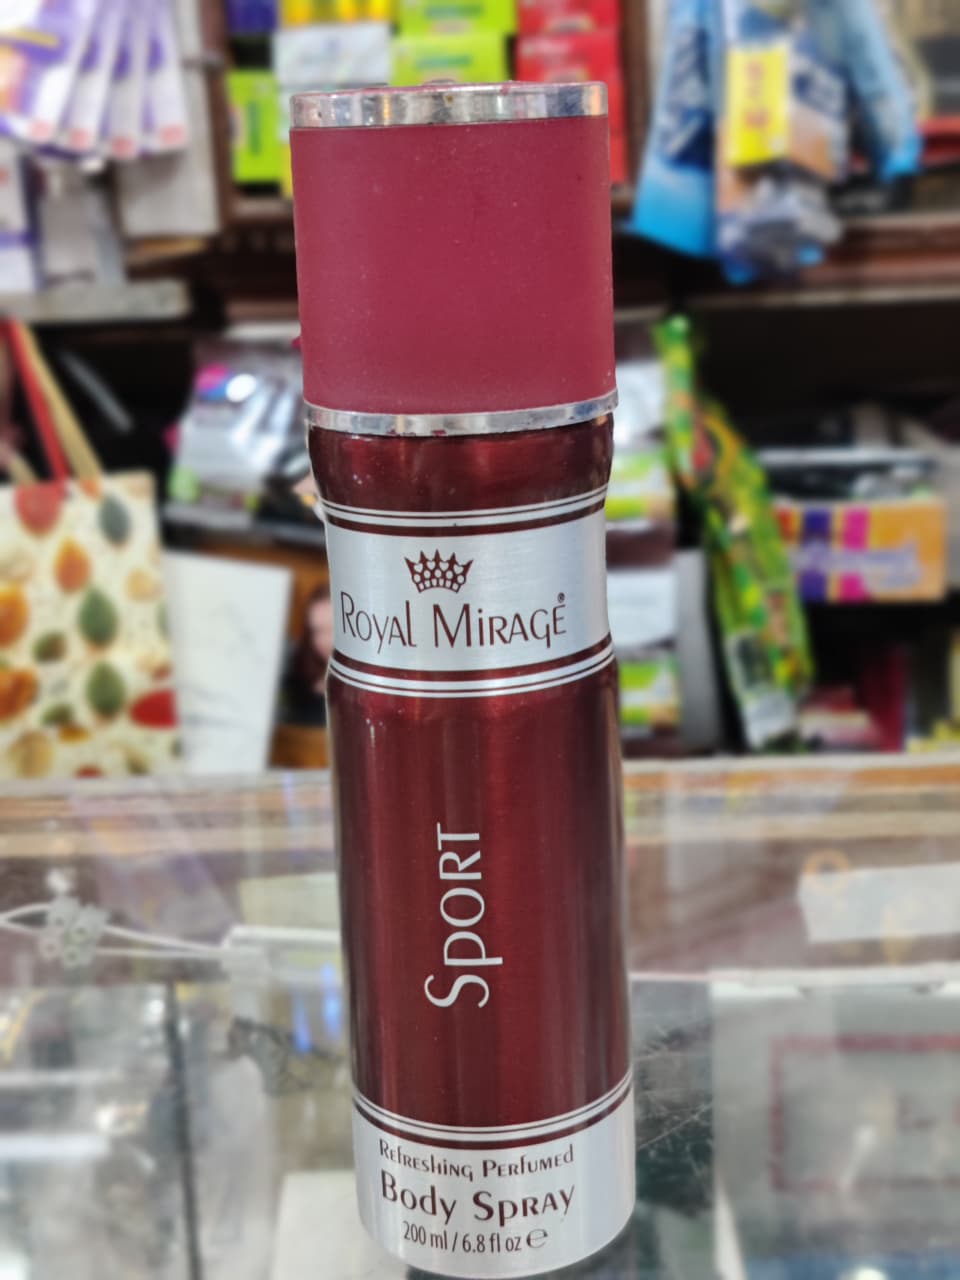 Royal Mirage®
Sport
Refreshing Perfumed
Body Spray
200 ml / 6.8 fl oz ℮